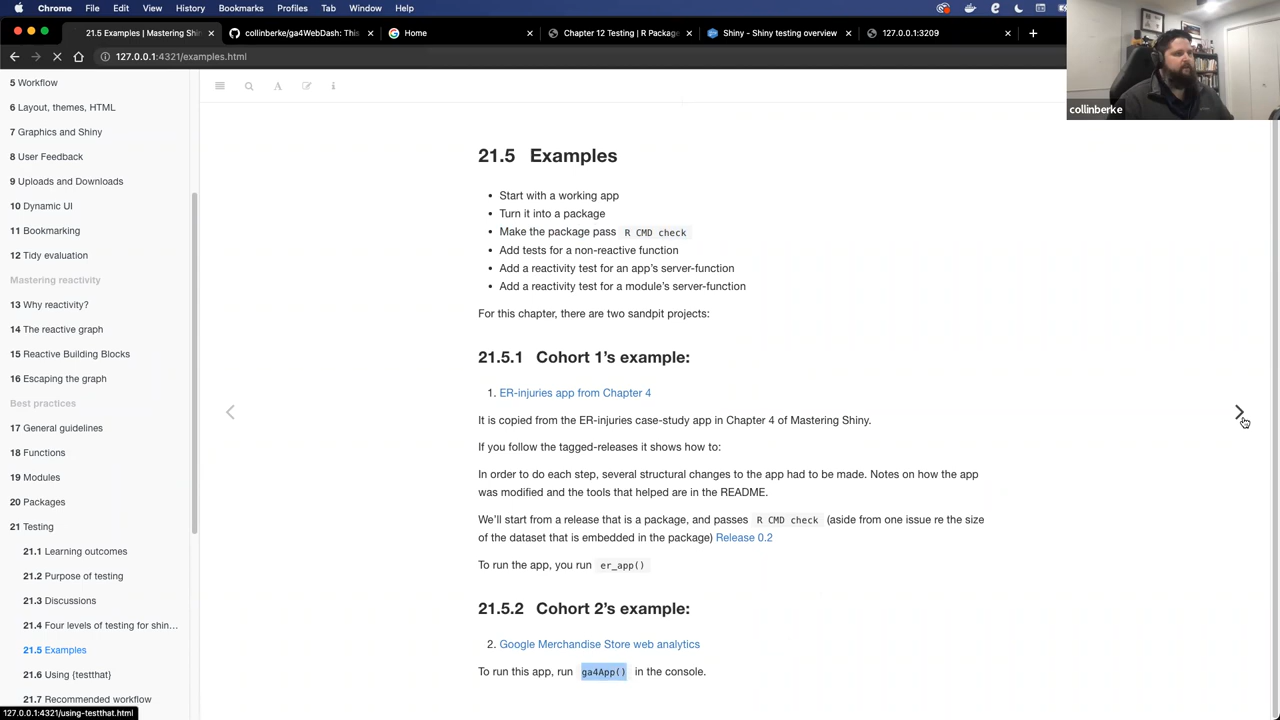 Chrome File Edit View History Bookmarks Profiles Tab Window Help
21.5 Examples | Mastering Shi
collinberke/ga4WebDash: This
Home
Chapter 12 Testing | R Package
Shiny - Shiny testing overview
127.0.0.1:3209
127.0.0.1:4321/examples.html
collinberke
5 Workflow
6 Layout, themes, HTML
7 Graphics and Shiny
8 User Feedback
9 Uploads and Downloads
10 Dynamic UI
11 Bookmarking
12 Tidy evaluation
Mastering reactivity
13 Why reactivity?
14 The reactive graph
15 Reactive Building Blocks
16 Escaping the graph
Best practices
17 General guidelines
18 Functions
19 Modules
20 Packages
21 Testing
21.1 Learning outcomes
21.2 Purpose of testing
21.3 Discussions
21.4 Four levels of testing for shin...
21.5 Examples
21.6 Using {testthat}
21.7 Recommended workflow
127.0.0.1:4321/using-testthat.html
21.5 Examples
• Start with a working app
• Turn it into a package
• Make the package pass R CMD check
• Add tests for a non-reactive function
• Add a reactivity test for an app's server-function
• Add a reactivity test for a module's server-function
For this chapter, there are two sandpit projects:
21.5.1 Cohort 1's example:
1. ER-injuries app from Chapter 4
It is copied from the ER-injuries case-study app in Chapter 4 of Mastering Shiny.
If you follow the tagged-releases it shows how to:
In order to do each step, several structural changes to the app had to be made. Notes on how the app
was modified and the tools that helped are in the README.
We'll start from a release that is a package, and passes R CMD check (aside from one issue re the size
of the dataset that is embedded in the package) Release 0.2
To run the app, you run er_app()
21.5.2 Cohort 2's example:
2. Google Merchandise Store web analytics
To run this app, run ga4App() in the console.